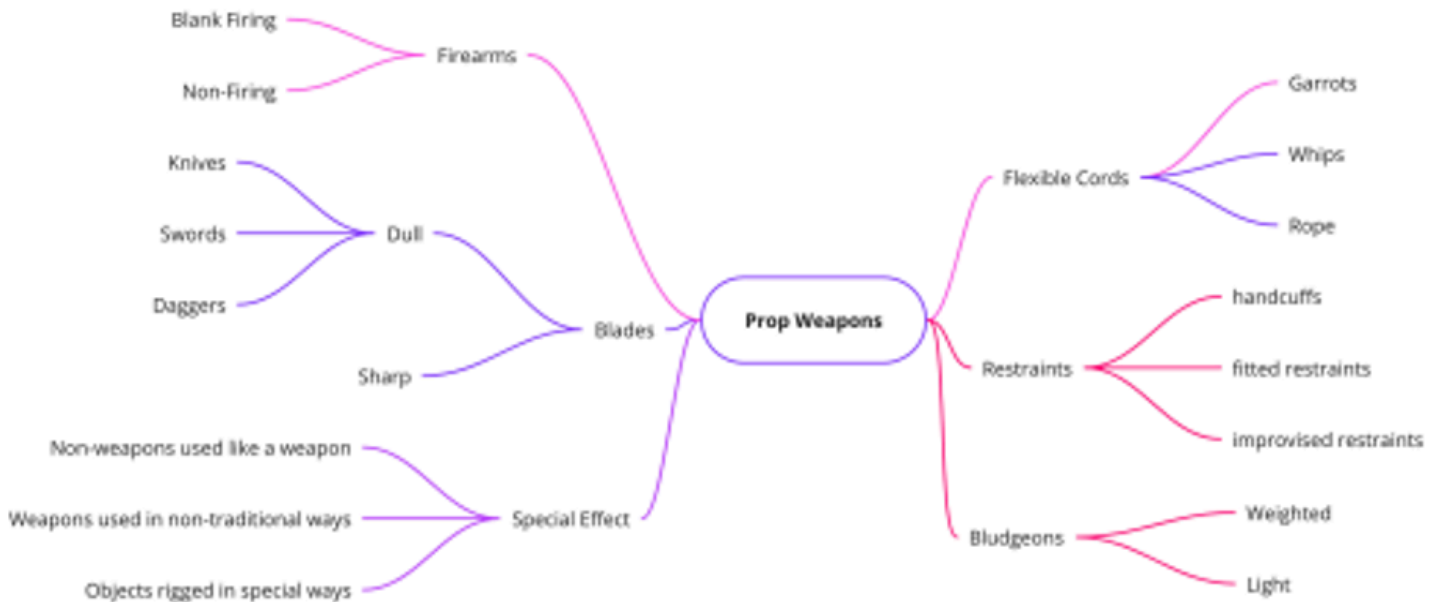 Blank Firing
Firearms
Non-Firing
Knives
Dull
Swords
Daggers
Blades
Sharp
Non-weapons used like a weapon
Special Effect
Weapons used in non-traditional ways
Objects rigged in special ways
Prop Weapons
Garrots
Flexible Cords
Whips
Rope
handcuffs
Restraints
fitted restraints
improvised restraints
Weighted
Bludgeons
Light